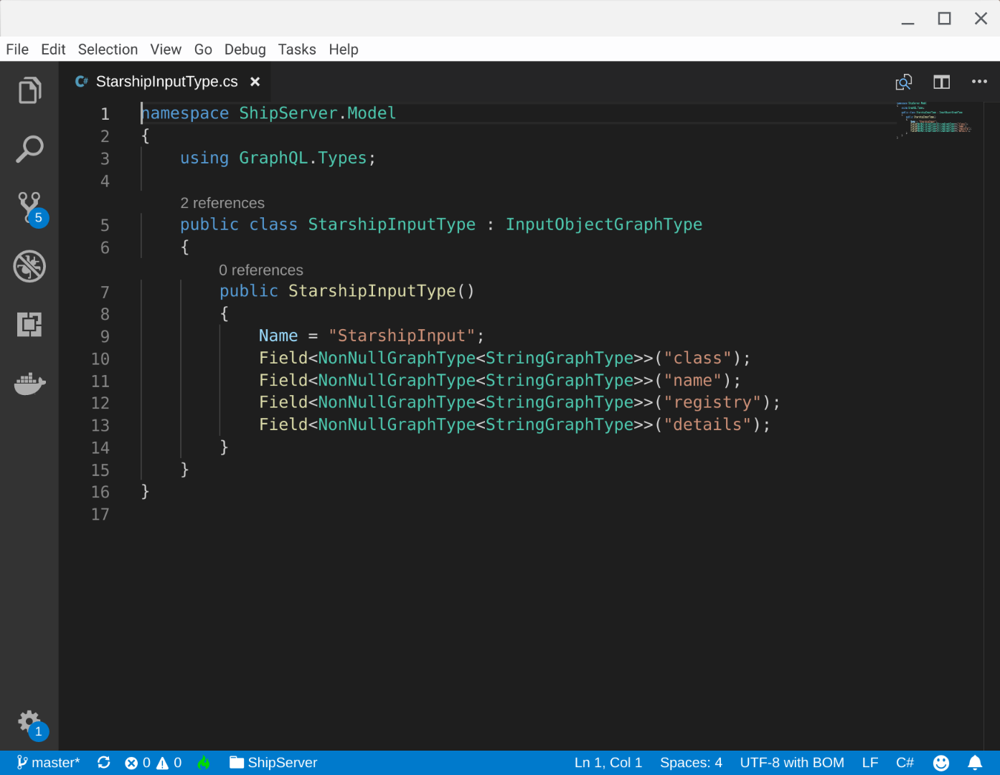 File Edit Selection View Go Debug Tasks Help
C# StarshipInputType.cs
1 namespace ShipServer.Model
2 {
3 using GraphQL.Types;
4
2 references
5 public class StarshipInputType : InputObjectGraphType
6 {
0 references
7 public StarshipInputType()
8 {
9 Name = "StarshipInput";
10 Field<NonNullGraphType<StringGraphType>>("class");
11 Field<NonNullGraphType<StringGraphType>>("name");
12 Field<NonNullGraphType<StringGraphType>>("registry");
13 Field<NonNullGraphType<StringGraphType>>("details");
14 }
15 }
16 }
17
5
1
master* 0 0 ShipServer Ln 1, Col 1 Spaces: 4 UTF-8 with BOM LF C#